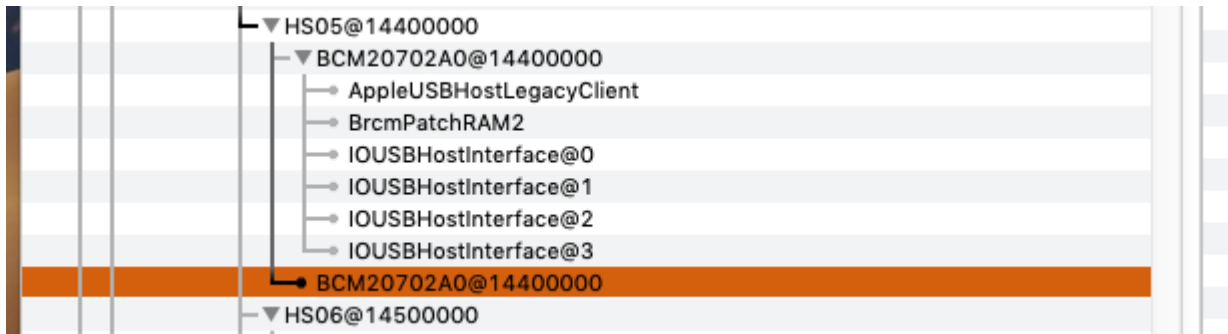 HS05@14400000
BCM20702A0@14400000
AppleUSBHostLegacyClient
BrcmPatchRAM2
IOUSBHostInterface@0
IOUSBHostInterface@1
IOUSBHostInterface@2
IOUSBHostInterface@3
BCM20702A0@14400000
HS06@14500000